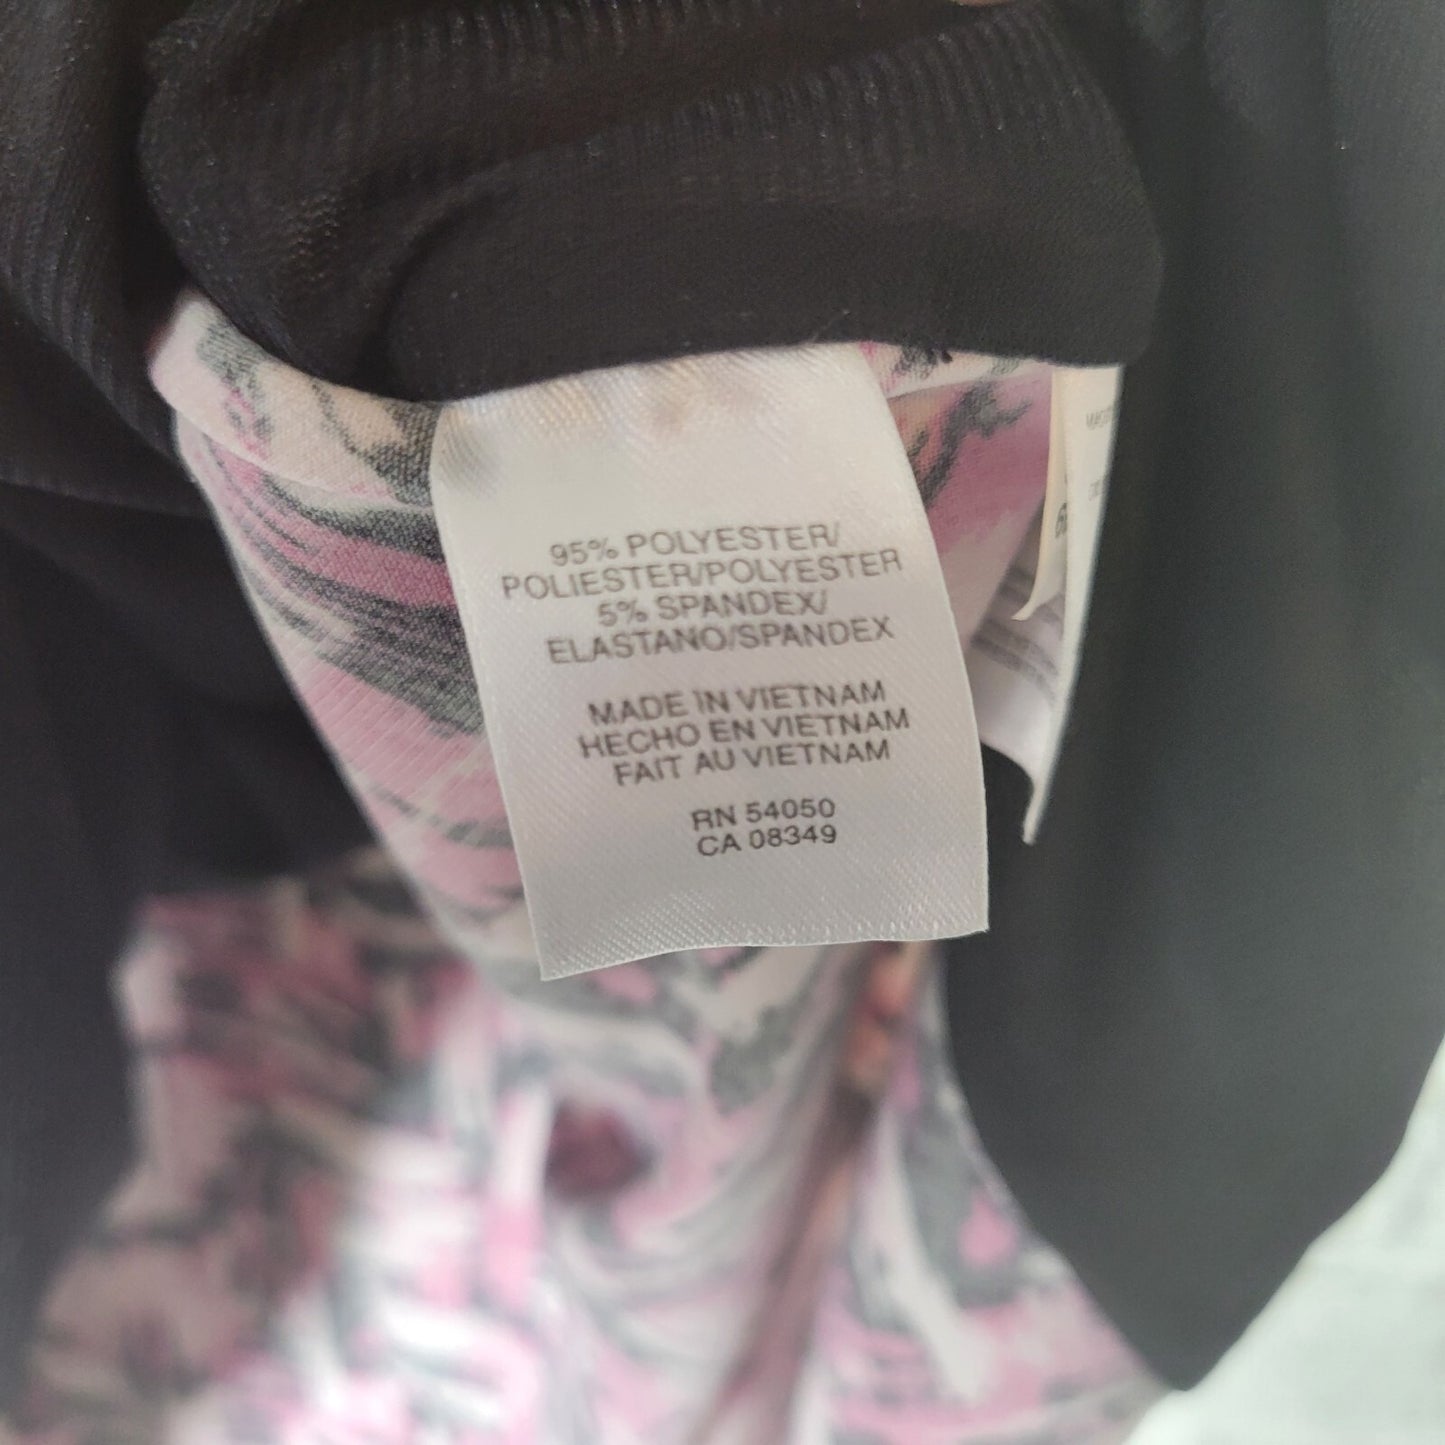 95% POLYESTER/
POLIESTER/POLYESTER
5% SPANDEX/
ELASTANO/SPANDEX
MADE IN VIETNAM
HECHO EN VIETNAM
FAIT AU VIETNAM
RN 54050
CA 08349